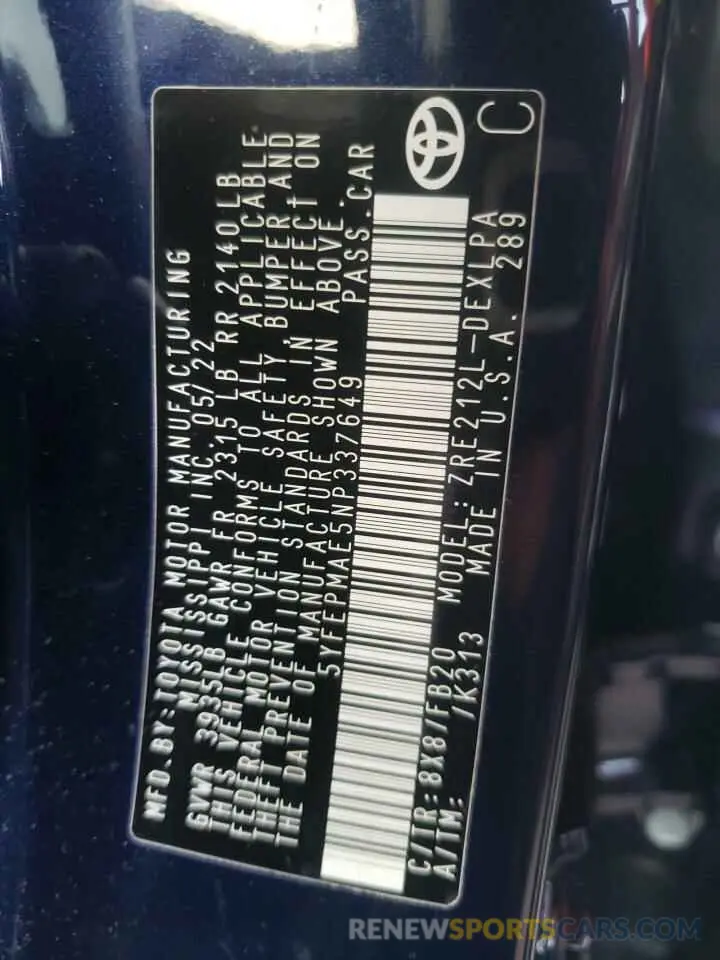 MFD.BY:TOYOTA MOTOR MANUFACTURING
MISSISSIPPI INC. 05/22
GVWR 3935LB GAWR FR 2315 LB RR 2140 LB
THIS VEHICLE CONFORMS TO ALL APPLICABLE
FEDERAL MOTOR VEHICLE SAFETY, BUMPER AND
THEFT PREVENTION STANDARDS IN EFFECT ON
THE DATE OF MANUFACTURE SHOWN ABOVE.
5YFEPMAE5NP337649 PASS.CAR
C/TR:8X8/FB20 MODEL:ZRE212L-DEXLPA
A/TM: /K313 MADE IN U.S.A. 289
C
RENEWSPORTSCARS.COM